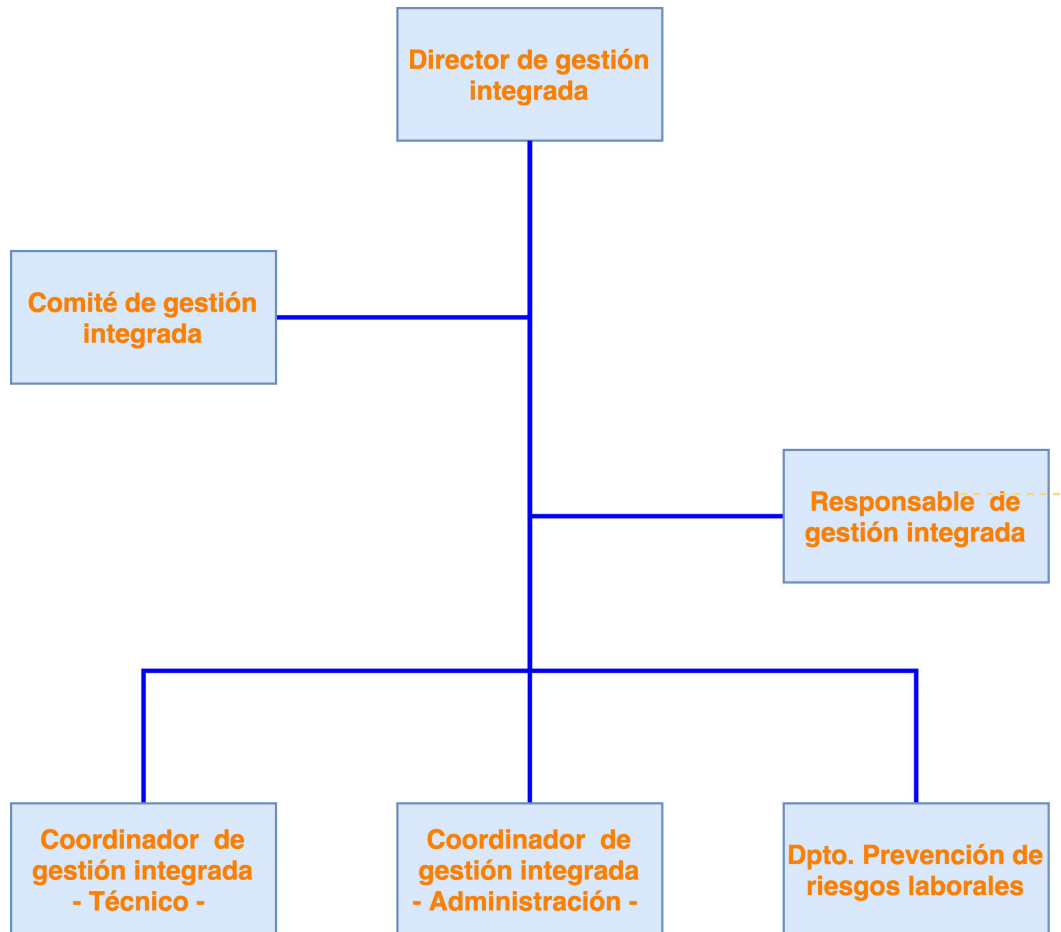 Director de gestión
integrada
Comité de gestión
integrada
Responsable de
gestión integrada
Coordinador de
gestión integrada
- Técnico -
Coordinador de
gestión integrada
- Administración -
Dpto. Prevención de
riesgos laborales